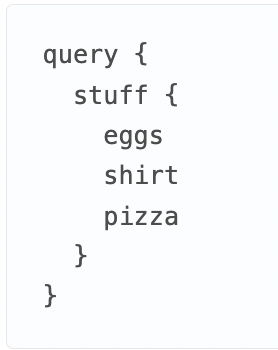 query {
  stuff {
    eggs
    shirt
    pizza
  }
}